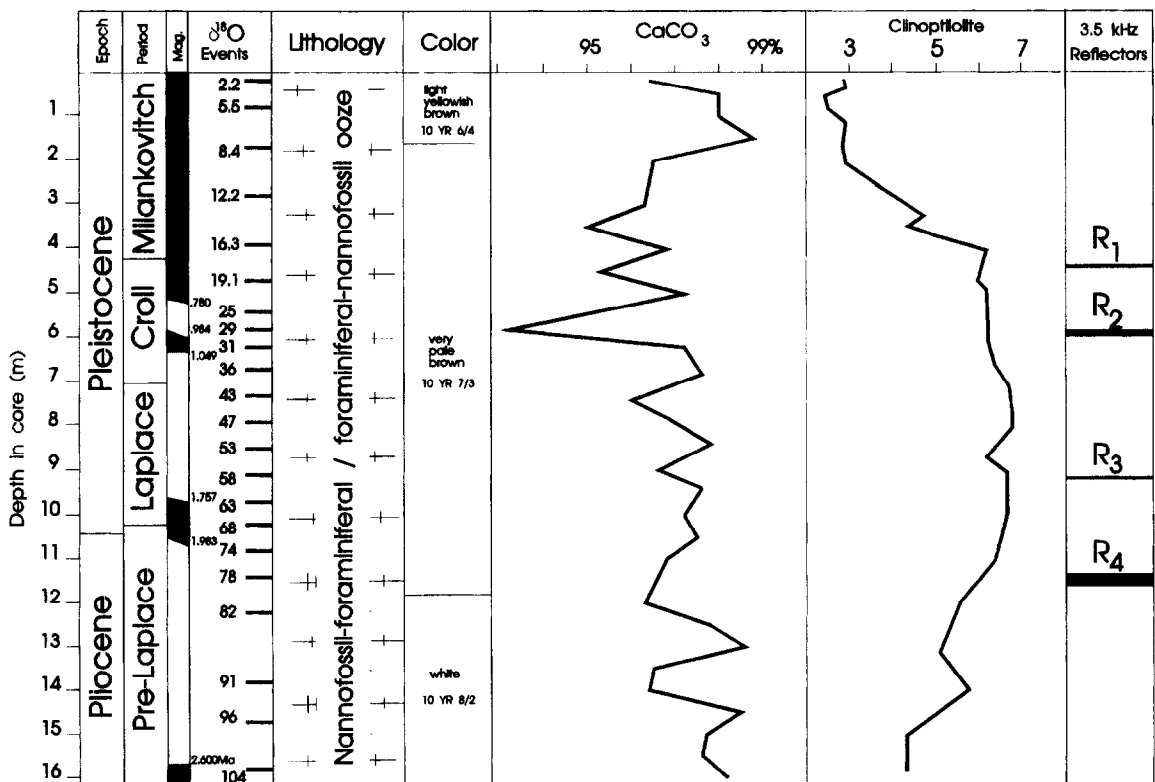 Epoch
Period
Mag.
δ18O
Events
Lithology
Color
CaCO3
95 99%
Clinoptilolite
3 5 7
3.5 kHz
Reflectors
Depth in core (m)
1
2
3
4
5
6
7
8
9
10
11
12
13
14
15
16
Pleistocene
Pliocene
Milankovitch
Croll
Laplace
Pre-Laplace
.780
.984
1.049
1.757
1.983
2.600Ma
2.2
5.5
8.4
12.2
16.3
19.1
25
29
31
36
43
47
53
58
63
68
74
78
82
91
96
104
Nannofossil-foraminiferal / foraminiferal-nannofossil ooze
light
yellowish
brown
10 YR 6/4
very
pale
brown
10 YR 7/3
white
10 YR 8/2
R1
R2
R3
R4